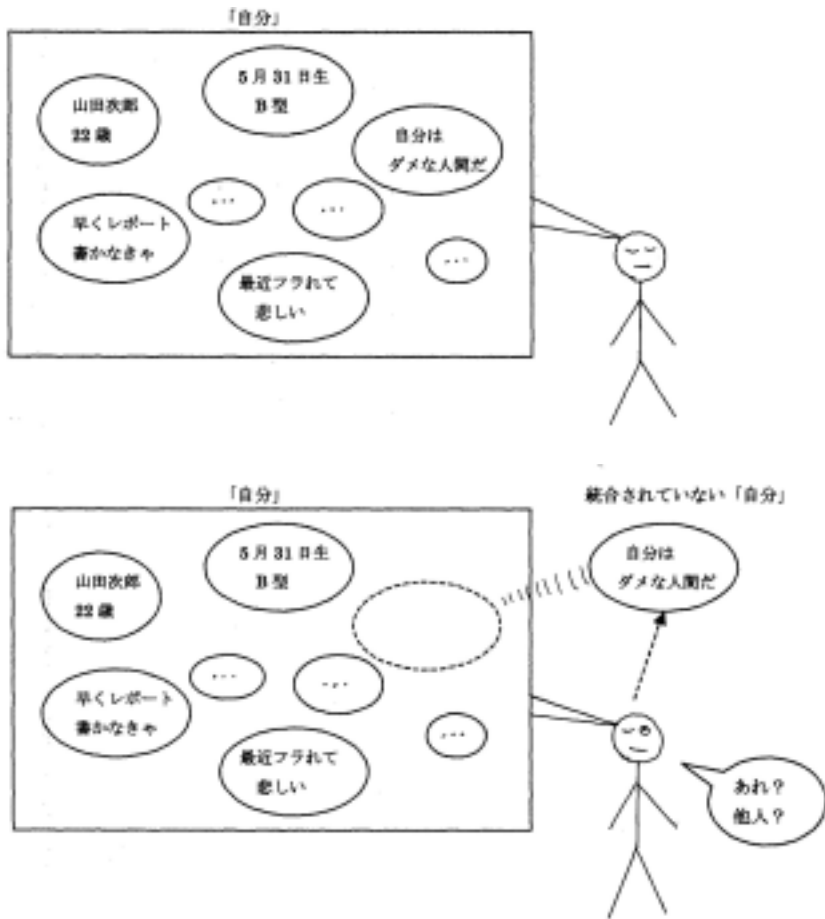 「自分」
山田次郎
22歳
5月31日生
B型
自分は
ダメな人間だ
早くレポート
書かなきゃ
...
...
...
最近フラれて
悲しい
「自分」
統合されていない「自分」
山田次郎
22歳
5月31日生
B型
自分は
ダメな人間だ
早くレポート
書かなきゃ
...
...
...
最近フラれて
悲しい
あれ?
他人?